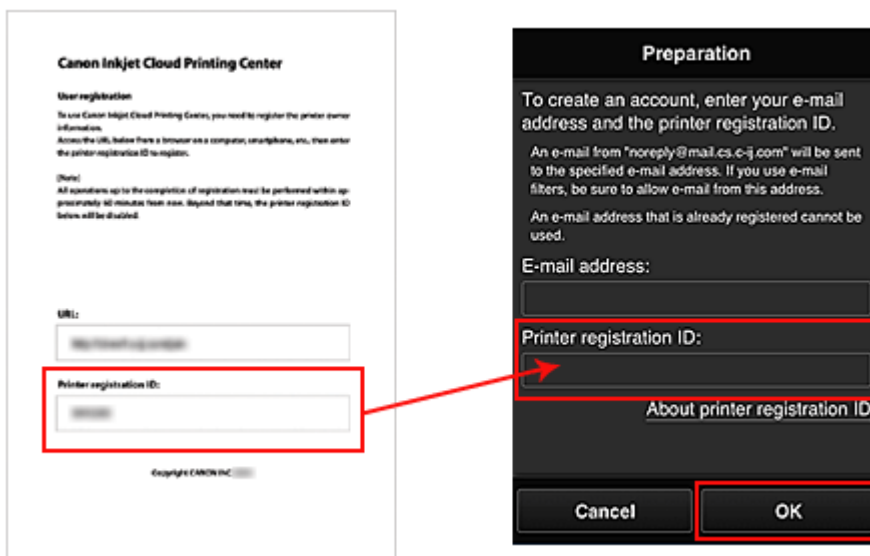 Canon Inkjet Cloud Printing Center
User registration
To use Canon Inkjet Cloud Printing Center, you need to register the printer owner
information.
Access the URL below from a browser on a computer, smartphone, etc., then enter
the printer registration ID to register.
[Note]
All operations up to the completion of registration must be performed within ap-
proximately 60 minutes from now. Beyond that time, the printer registration ID
below will be disabled.
URL:
Printer registration ID:
Copyright CANON INC
Preparation
To create an account, enter your e-mail
address and the printer registration ID.
An e-mail from "noreply@mail.cs.c-ij.com" will be sent
to the specified e-mail address. If you use e-mail
filters, be sure to allow e-mail from this address.
An e-mail address that is already registered cannot be
used.
E-mail address:
Printer registration ID:
About printer registration ID
Cancel
OK